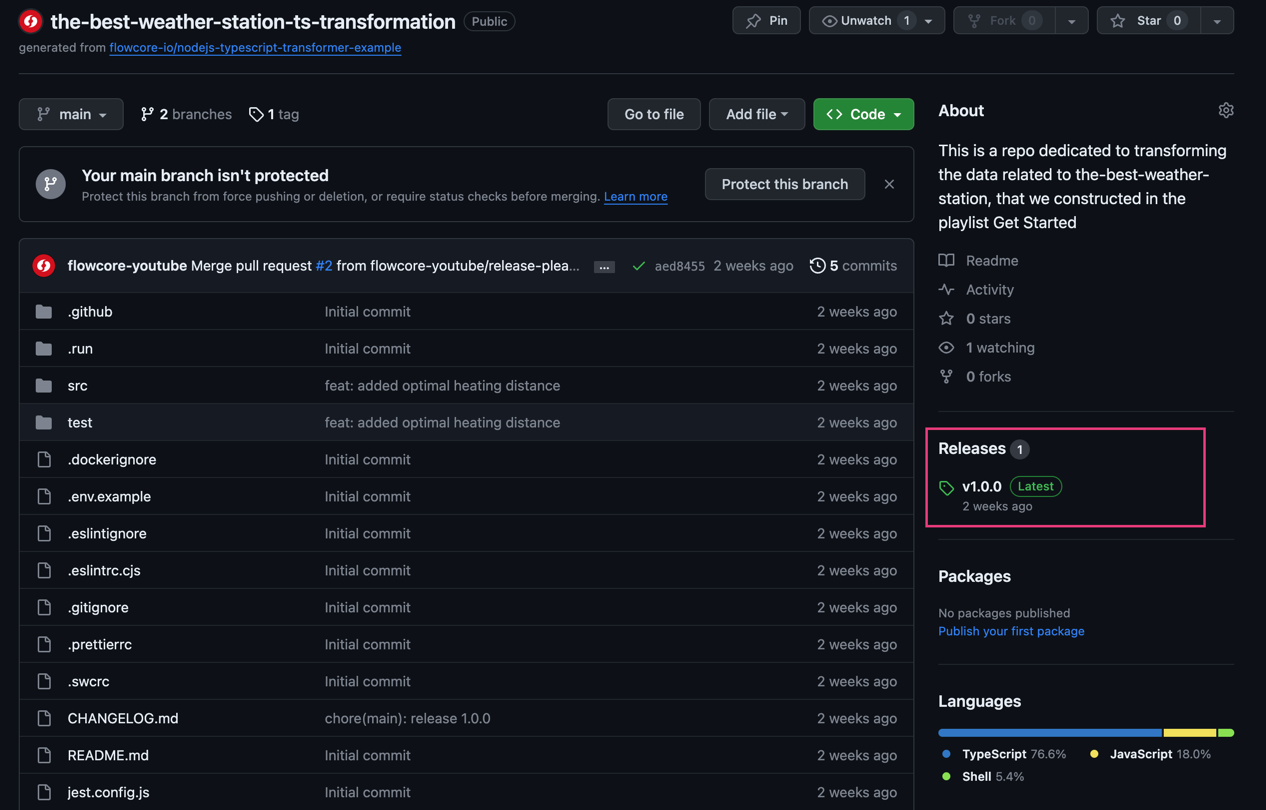 the-best-weather-station-ts-transformation Public
Pin Unwatch 1 Fork 0 Star 0
generated from flowcore-io/nodejs-typescript-transformer-example
main 2 branches 1 tag Go to file Add file Code
Your main branch isn't protected
Protect this branch from force pushing or deletion, or require status checks before merging. Learn more
Protect this branch
flowcore-youtube Merge pull request #2 from flowcore-youtube/release-plea... ... aed8455 2 weeks ago 5 commits
.github Initial commit 2 weeks ago
.run Initial commit 2 weeks ago
src feat: added optimal heating distance 2 weeks ago
test feat: added optimal heating distance 2 weeks ago
.dockerignore Initial commit 2 weeks ago
.env.example Initial commit 2 weeks ago
.eslintignore Initial commit 2 weeks ago
.eslintrc.cjs Initial commit 2 weeks ago
.gitignore Initial commit 2 weeks ago
.prettierrc Initial commit 2 weeks ago
.swcrc Initial commit 2 weeks ago
CHANGELOG.md chore(main): release 1.0.0 2 weeks ago
README.md Initial commit 2 weeks ago
jest.config.js Initial commit 2 weeks ago
About
This is a repo dedicated to transforming
the data related to the-best-weather-
station, that we constructed in the
playlist Get Started
Readme
Activity
0 stars
1 watching
0 forks
Releases 1
v1.0.0 Latest
2 weeks ago
Packages
No packages published
Publish your first package
Languages
TypeScript 76.6% JavaScript 18.0%
Shell 5.4%